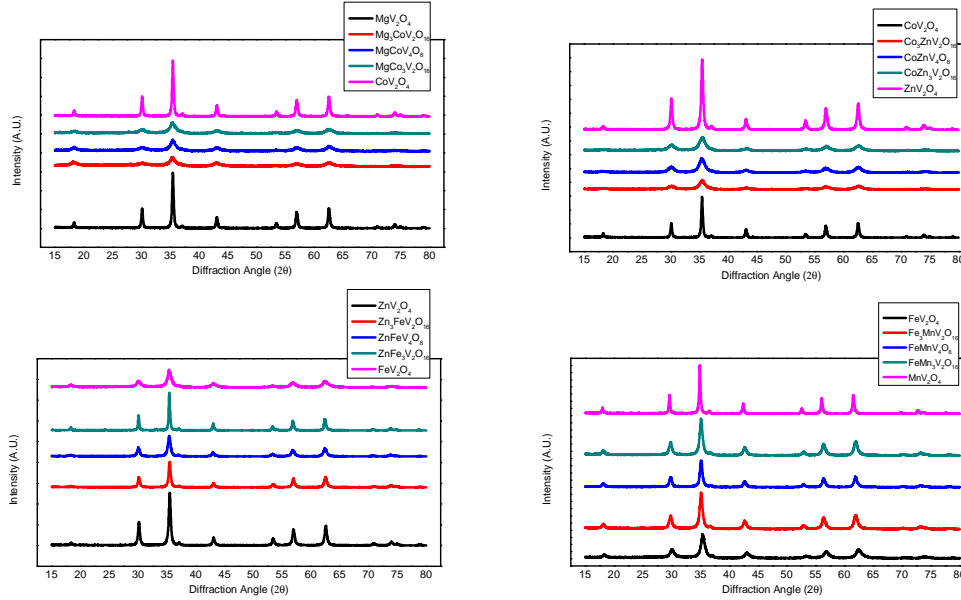 MgV₂O₄
Mg₃CoV₂O₁₆
MgCoV₄O₈
MgCo₃V₂O₁₆
CoV₂O₄
Intensity (A.U.)
15 20 25 30 35 40 45 50 55 60 65 70 75 80
Diffraction Angle (2θ)
CoV₂O₄
Co₃ZnV₂O₁₆
CoZnV₄O₈
CoZn₃V₂O₁₆
ZnV₂O₄
Intensity (A.U.)
15 20 25 30 35 40 45 50 55 60 65 70 75 80
Diffraction Angle (2θ)
ZnV₂O₄
Zn₃FeV₂O₁₆
ZnFeV₄O₈
ZnFe₃V₂O₁₆
FeV₂O₄
Intensity (A.U.)
15 20 25 30 35 40 45 50 55 60 65 70 75 80
Diffraction Angle (2θ)
FeV₂O₄
Fe₃MnV₂O₁₆
FeMnV₄O₈
FeMn₃V₂O₁₆
MnV₂O₄
Intensity (A.U.)
15 20 25 30 35 40 45 50 55 60 65 70 75 80
Diffraction Angle (2θ)